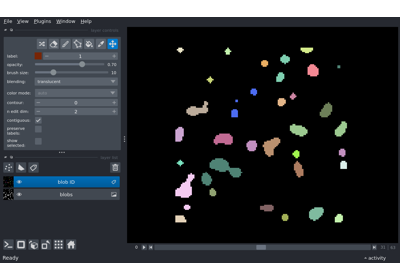 File View Plugins Window Help
label: 1
opacity: 0.70
brush size: 10
blending: translucent
color mode:
contour: 0
n edit dim: 2
contiguous:
preserve
labels:
show
selected:
blob ID
blobs
0
Ready
activity